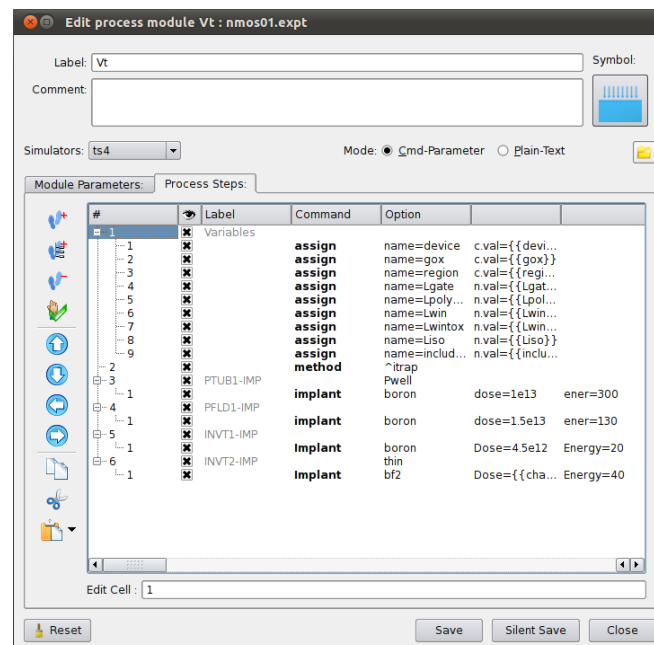 Edit process module Vt : nmos01.expt
Label: Vt Symbol:
Comment:
Simulators: ts4 Mode: Cmd-Parameter Plain-Text
Module Parameters: Process Steps:
# Label Command Option
1 Variables
1 assign name=device c.val={{devi...
2 assign name=gox c.val={{gox}}
3 assign name=region c.val={{regi...
4 assign name=Lgate n.val={{Lgat...
5 assign name=Lpoly... n.val={{Lpol...
6 assign name=Lwin n.val={{Lwin...
7 assign name=Lwintox n.val={{Lwin...
8 assign name=Liso n.val={{Liso}}
9 assign name=includ... n.val={{inclu...
2 method ^itrap
3 PTUB1-IMP Pwell
1 implant boron dose=1e13 ener=300
4 PFLD1-IMP
1 implant boron dose=1.5e13 ener=130
5 INVT1-IMP
1 Implant boron Dose=4.5e12 Energy=20
6 INVT2-IMP thin
1 Implant bf2 Dose={{cha... Energy=40
Edit Cell : 1
Reset Save Silent Save Close